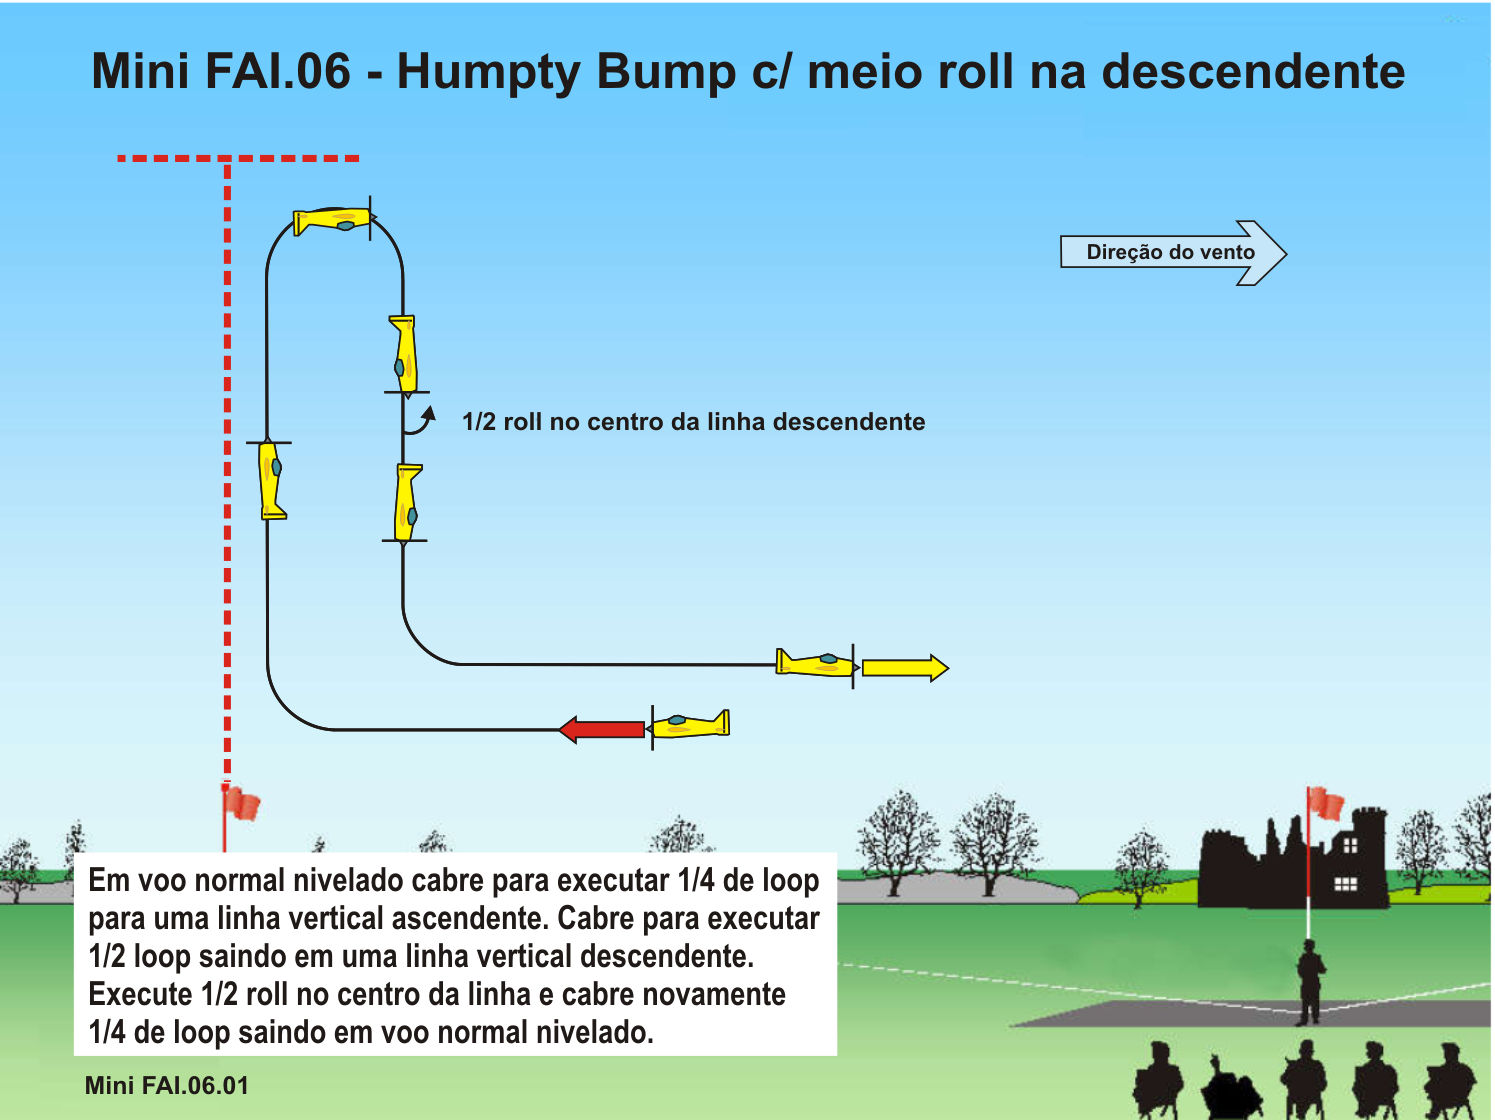 Mini FAI.06 - Humpty Bump c/ meio roll na descendente
Direção do vento
1/2 roll no centro da linha descendente
Em voo normal nivelado cabre para executar 1/4 de loop
para uma linha vertical ascendente. Cabre para executar
1/2 loop saindo em uma linha vertical descendente.
Execute 1/2 roll no centro da linha e cabre novamente
1/4 de loop saindo em voo normal nivelado.
Mini FAI.06.01